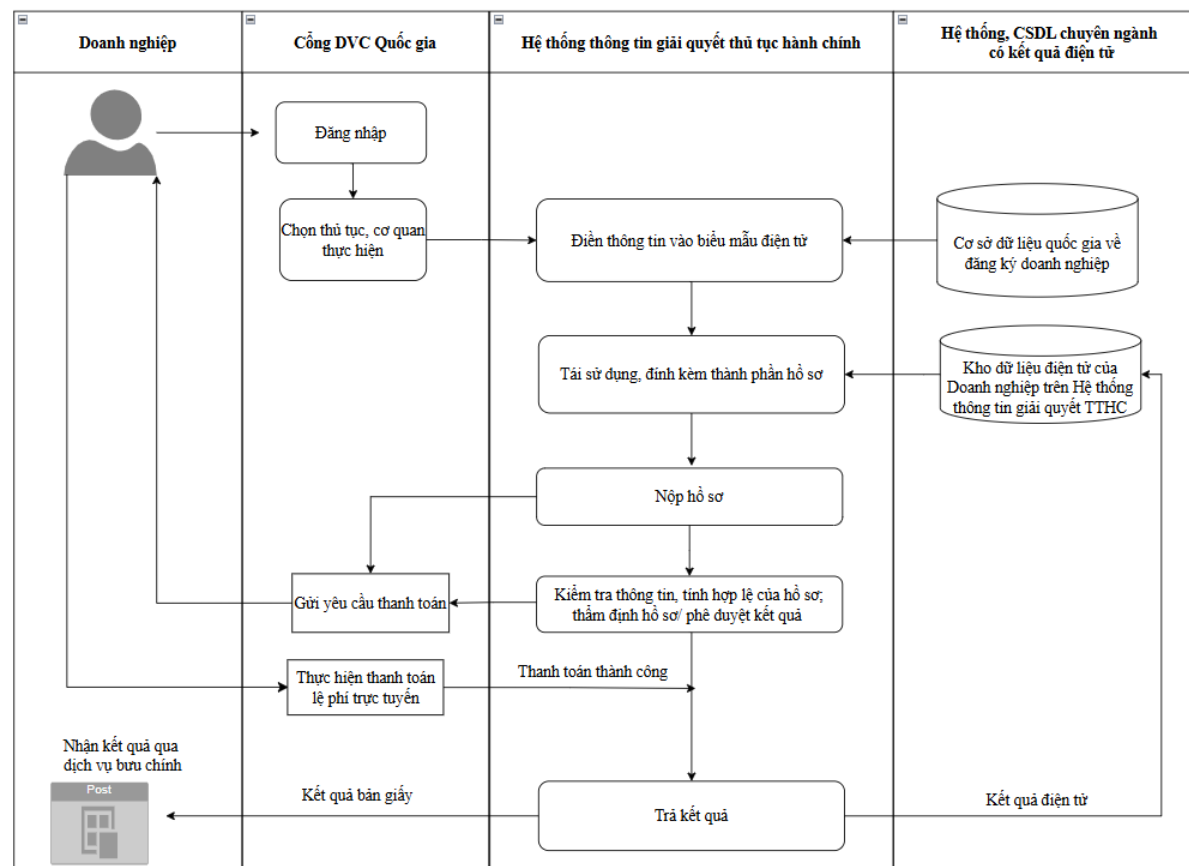 Doanh nghiệp
Cổng DVC Quốc gia
Hệ thống thông tin giải quyết thủ tục hành chính
Hệ thống, CSDL chuyên ngành
có kết quả điện tử
Đăng nhập
Chọn thủ tục, cơ quan
thực hiện
Điền thông tin vào biểu mẫu điện tử
Cơ sở dữ liệu quốc gia về
đăng ký doanh nghiệp
Tái sử dụng, đính kèm thành phần hồ sơ
Kho dữ liệu điện tử của
Doanh nghiệp trên Hệ thống
thông tin giải quyết TTHC
Nộp hồ sơ
Gửi yêu cầu thanh toán
Kiểm tra thông tin, tính hợp lệ của hồ sơ;
thẩm định hồ sơ/ phê duyệt kết quả
Thực hiện thanh toán
lệ phí trực tuyến
Thanh toán thành công
Nhận kết quả qua
dịch vụ bưu chính
Post
Kết quả bản giấy
Trả kết quả
Kết quả điện tử